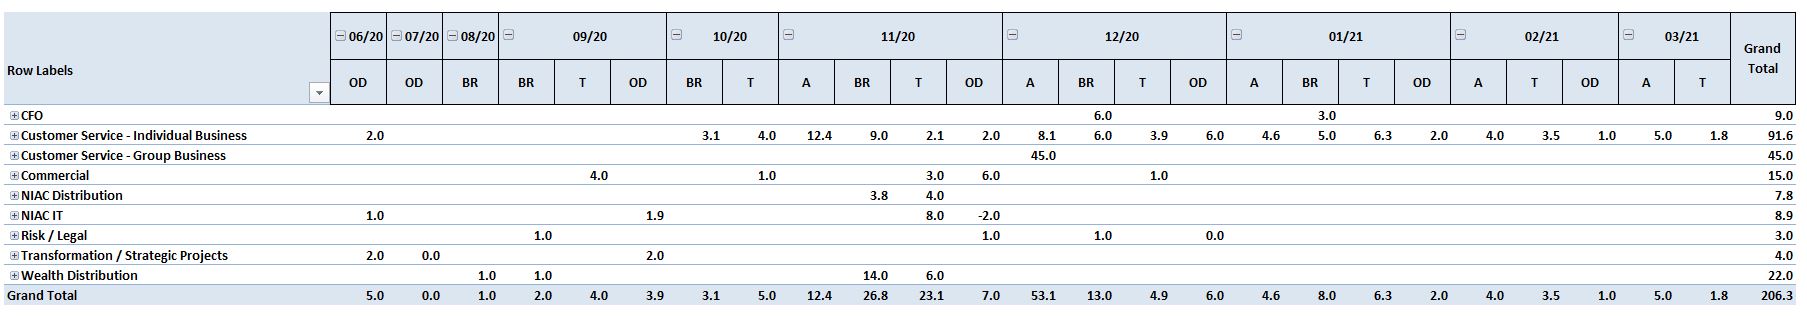 06/20 07/20 08/20 09/20 10/20 11/20 12/20 01/21 02/21 03/21 Grand Total
Row Labels
OD OD BR BR T OD BR T A BR T OD A BR T OD A BR T OD A T OD A T
CFO 6.0 3.0 9.0
Customer Service - Individual Business 2.0 3.1 4.0 12.4 9.0 2.1 2.0 8.1 6.0 3.9 6.0 4.6 5.0 6.3 2.0 4.0 3.5 1.0 5.0 1.8 91.6
Customer Service - Group Business 45.0 45.0
Commercial 4.0 1.0 3.0 6.0 1.0 15.0
NIAC Distribution 3.8 4.0 7.8
NIAC IT 1.0 1.9 8.0 -2.0 8.9
Risk / Legal 1.0 1.0 1.0 0.0 3.0
Transformation / Strategic Projects 2.0 0.0 2.0 4.0
Wealth Distribution 1.0 1.0 14.0 6.0 22.0
Grand Total 5.0 0.0 1.0 2.0 4.0 3.9 3.1 5.0 12.4 26.8 23.1 7.0 53.1 13.0 4.9 6.0 4.6 8.0 6.3 2.0 4.0 3.5 1.0 5.0 1.8 206.3